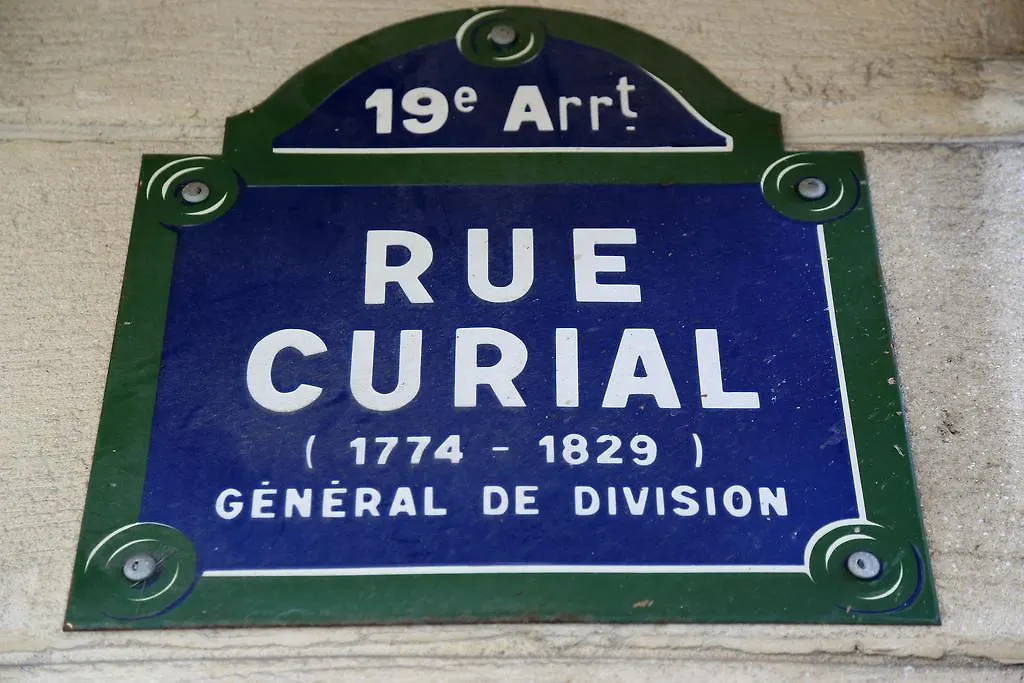 19e Arrt
RUE
CURIAL
( 1774 - 1829 )
GÉNÉRAL DE DIVISION